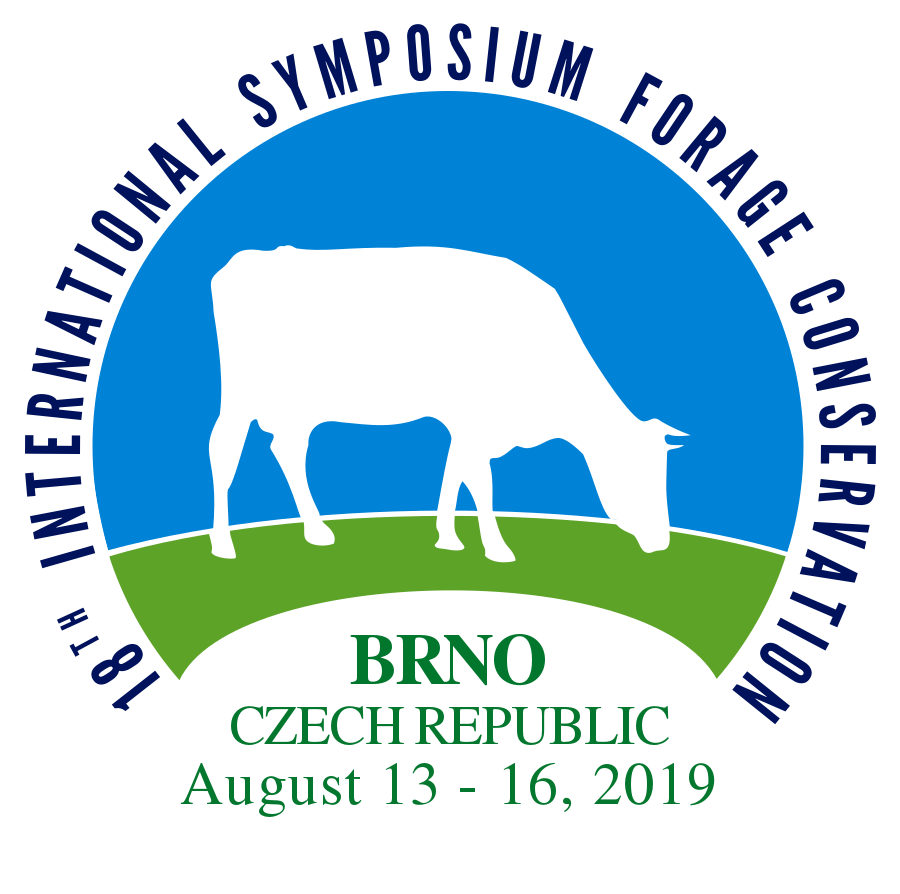 18TH INTERNATIONAL SYMPOSIUM FORAGE CONSERVATION
BRNO
CZECH REPUBLIC
August 13 - 16, 2019